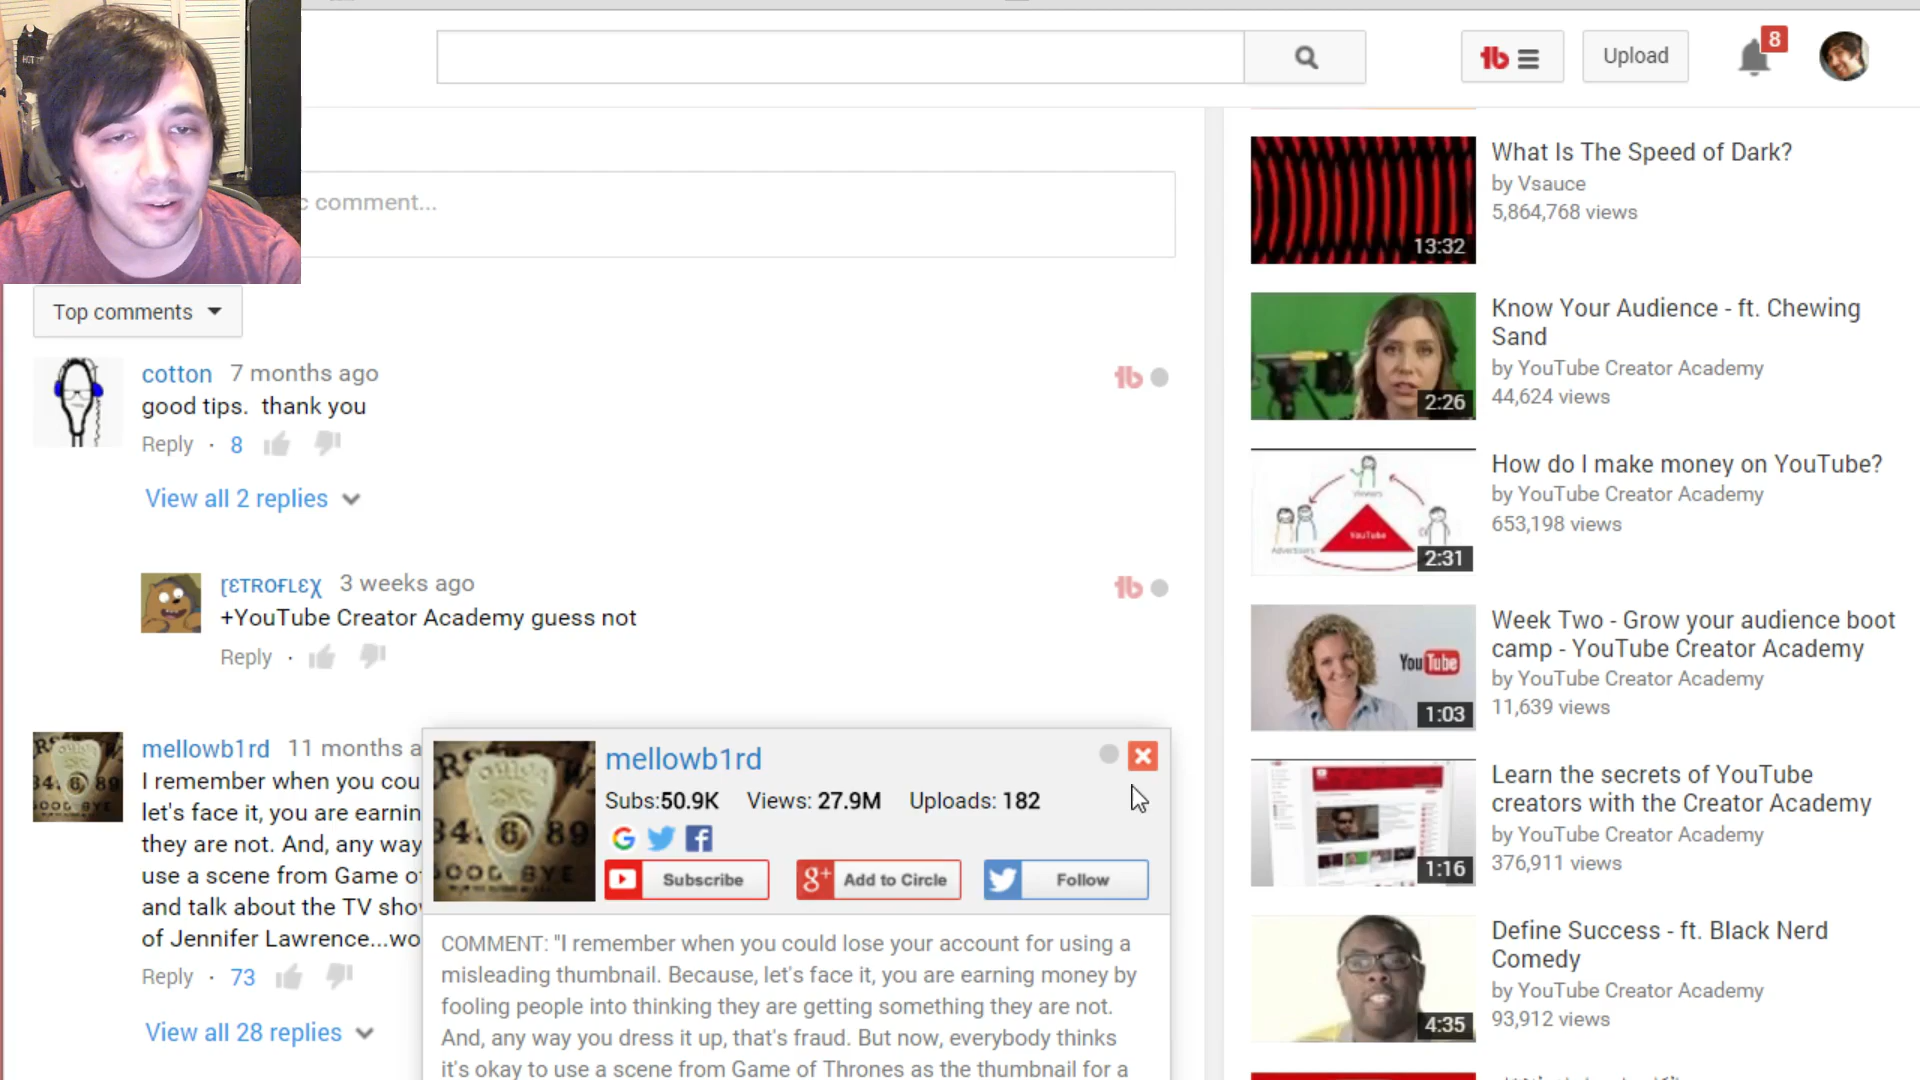 Upload
8
c comment...
Top comments
cotton 7 months ago
good tips. thank you
Reply · 8
View all 2 replies
ɽɛᴛʀᴏғʟɛχ 3 weeks ago
+YouTube Creator Academy guess not
Reply ·
mellowb1rd 11 months a
I remember when you cou
let's face it, you are earnin
they are not. And, any way
use a scene from Game o
and talk about the TV sho
of Jennifer Lawrence...wo
Reply · 73
View all 28 replies
mellowb1rd
Subs:50.9K Views: 27.9M Uploads: 182
Subscribe
g+ Add to Circle
Follow
COMMENT: "I remember when you could lose your account for using a
misleading thumbnail. Because, let's face it, you are earning money by
fooling people into thinking they are getting something they are not.
And, any way you dress it up, that's fraud. But now, everybody thinks
it's okay to use a scene from Game of Thrones as the thumbnail for a
13:32
What Is The Speed of Dark?
by Vsauce
5,864,768 views
2:26
Know Your Audience - ft. Chewing
Sand
by YouTube Creator Academy
44,624 views
YouTube
2:31
How do I make money on YouTube?
by YouTube Creator Academy
653,198 views
YouTube
1:03
Week Two - Grow your audience boot
camp - YouTube Creator Academy
by YouTube Creator Academy
11,639 views
1:16
Learn the secrets of YouTube
creators with the Creator Academy
by YouTube Creator Academy
376,911 views
4:35
Define Success - ft. Black Nerd
Comedy
by YouTube Creator Academy
93,912 views